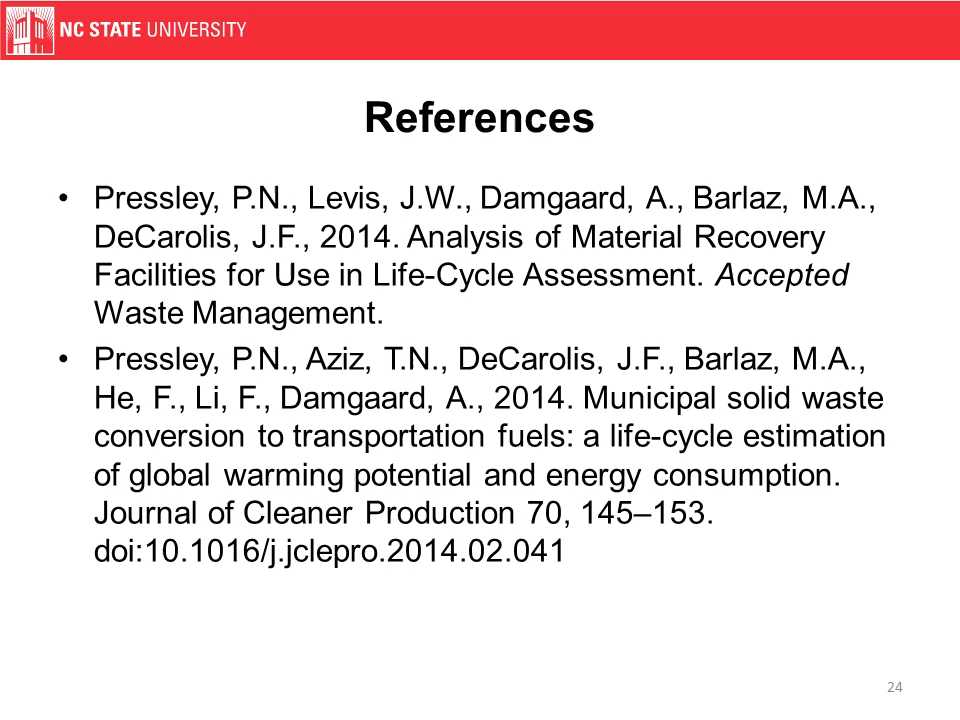 NC STATE UNIVERSITY
References
• Pressley, P.N., Levis, J.W., Damgaard, A., Barlaz, M.A.,
DeCarolis, J.F., 2014. Analysis of Material Recovery
Facilities for Use in Life-Cycle Assessment. Accepted
Waste Management.
• Pressley, P.N., Aziz, T.N., DeCarolis, J.F., Barlaz, M.A.,
He, F., Li, F., Damgaard, A., 2014. Municipal solid waste
conversion to transportation fuels: a life-cycle estimation
of global warming potential and energy consumption.
Journal of Cleaner Production 70, 145–153.
doi:10.1016/j.jclepro.2014.02.041
24